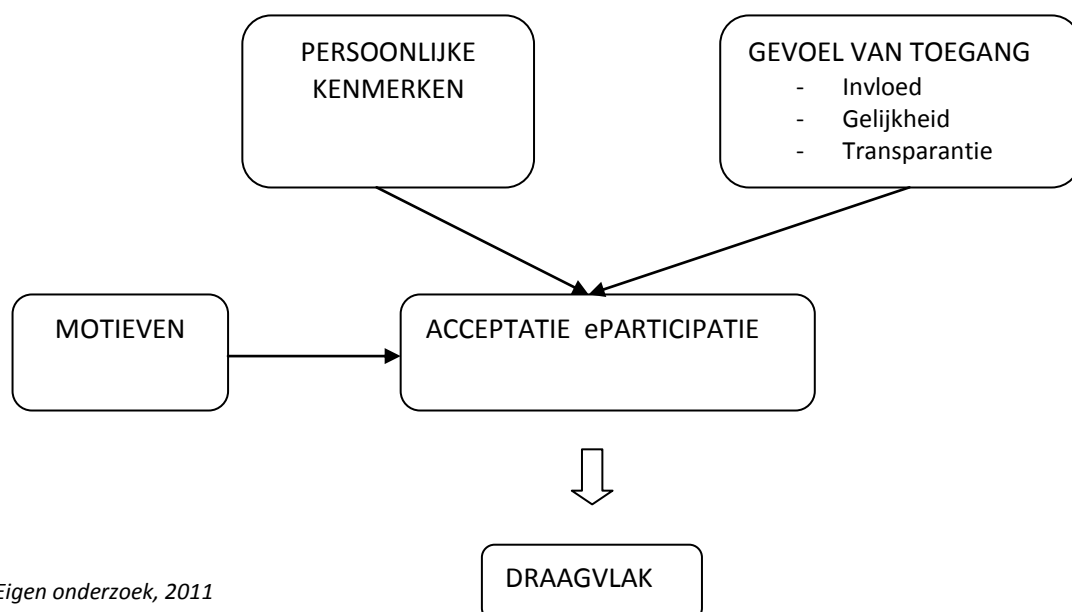 PERSOONLIJKE
KENMERKEN
GEVOEL VAN TOEGANG
- Invloed
- Gelijkheid
- Transparantie
MOTIEVEN
ACCEPTATIE ePARTICIPATIE
DRAAGVLAK
Eigen onderzoek, 2011